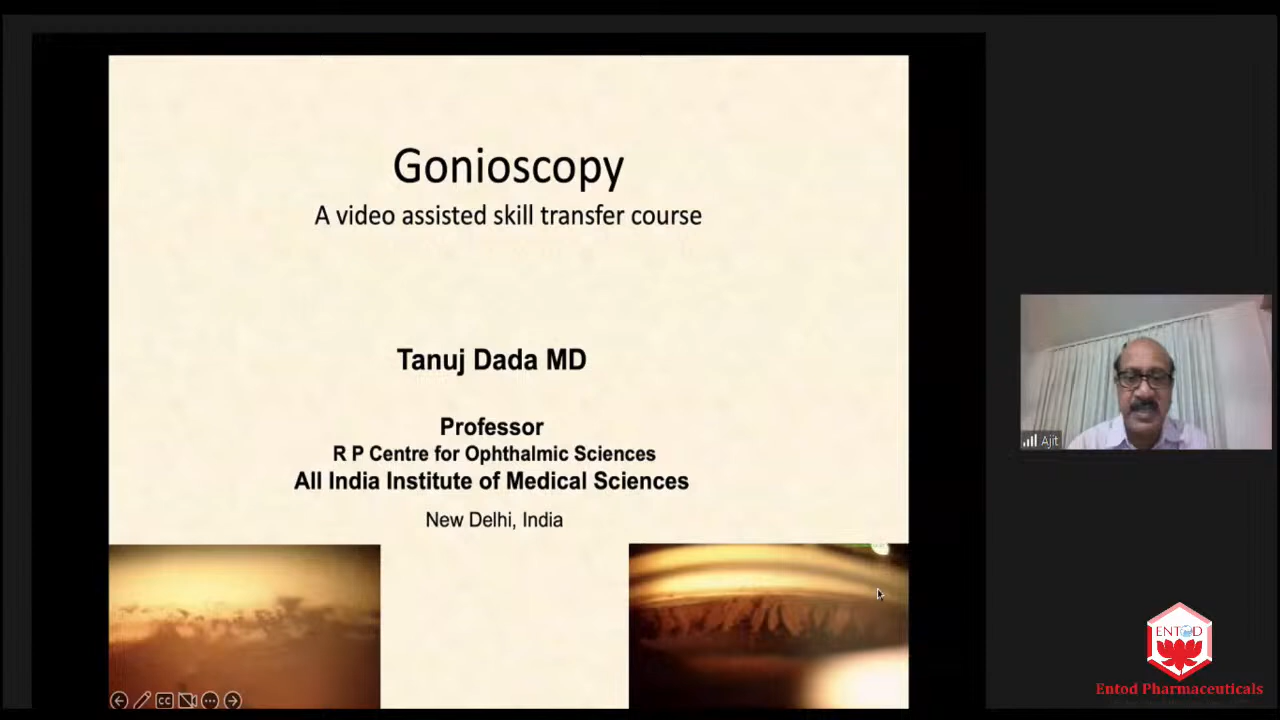 Gonioscopy
A video assisted skill transfer course
Tanuj Dada MD
Professor
R P Centre for Ophthalmic Sciences
All India Institute of Medical Sciences
New Delhi, India
CC
Ajit
ENTOD
Entod Pharmaceuticals